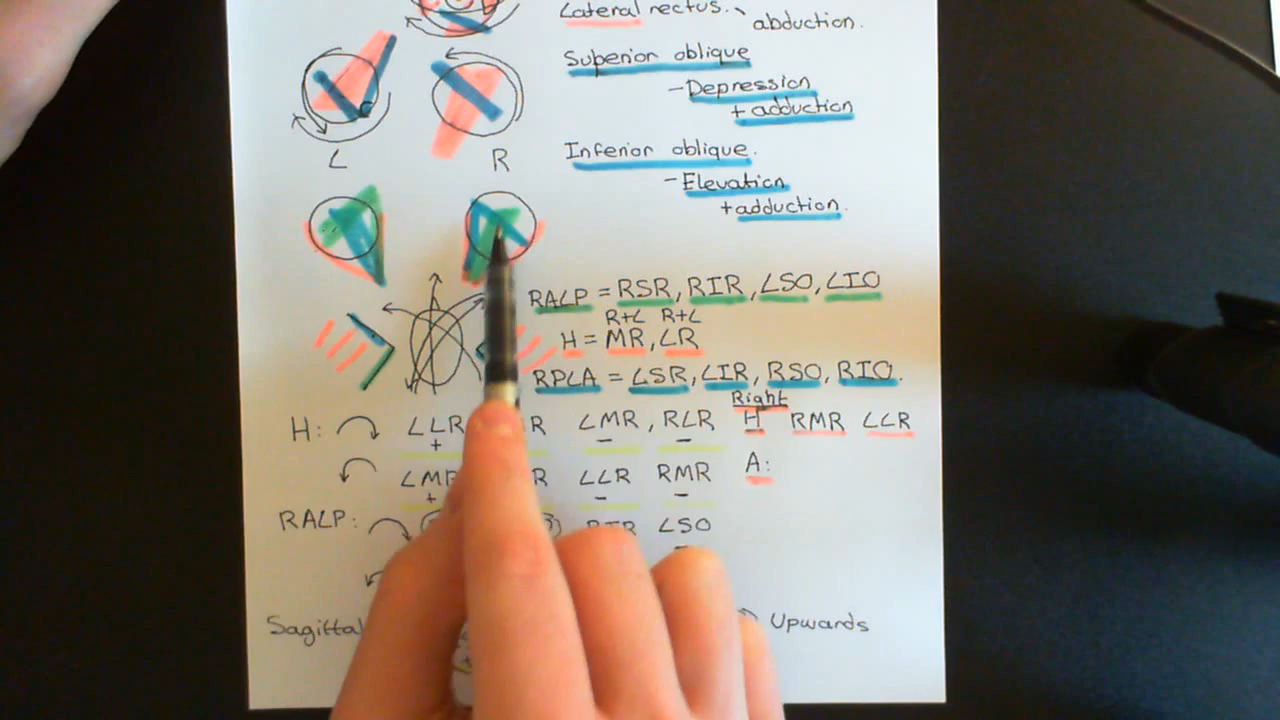 Lateral rectus.
abduction.
Superior oblique
- Depression
+ adduction
L R
Inferior oblique.
- Elevation
+ adduction.
RALP = RSR, RIR, LSO, LIO
R+L R+L
H = MR, LR
RPLA = LSR, LIR, RSO, RIO.
Right
H: LLR R LMR, RLR H RMR LLR
+ - -
LMR R LLR RMR A:
+ - -
RALP: RIR LSO
-
Sagittal Upwards